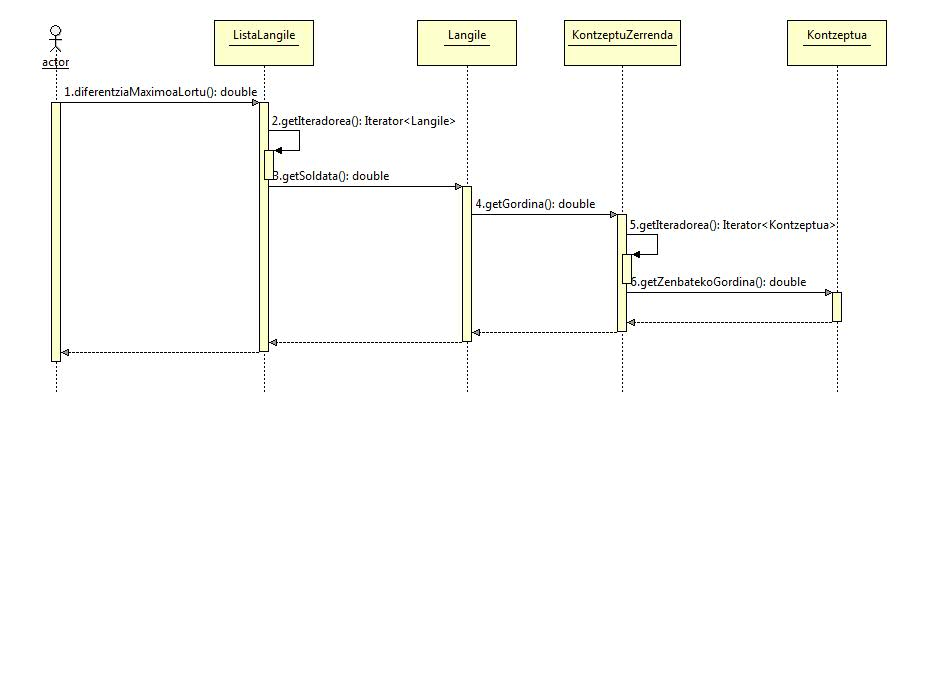 actor
ListaLangile
Langile
KontzeptuZerrenda
Kontzeptua
1.diferentziaMaximoaLortu(): double
2.getIteradorea(): Iterator<Langile>
3.getSoldata(): double
4.getGordina(): double
5.getIteradorea(): Iterator<Kontzeptua>
6.getZenbatekoGordina(): double